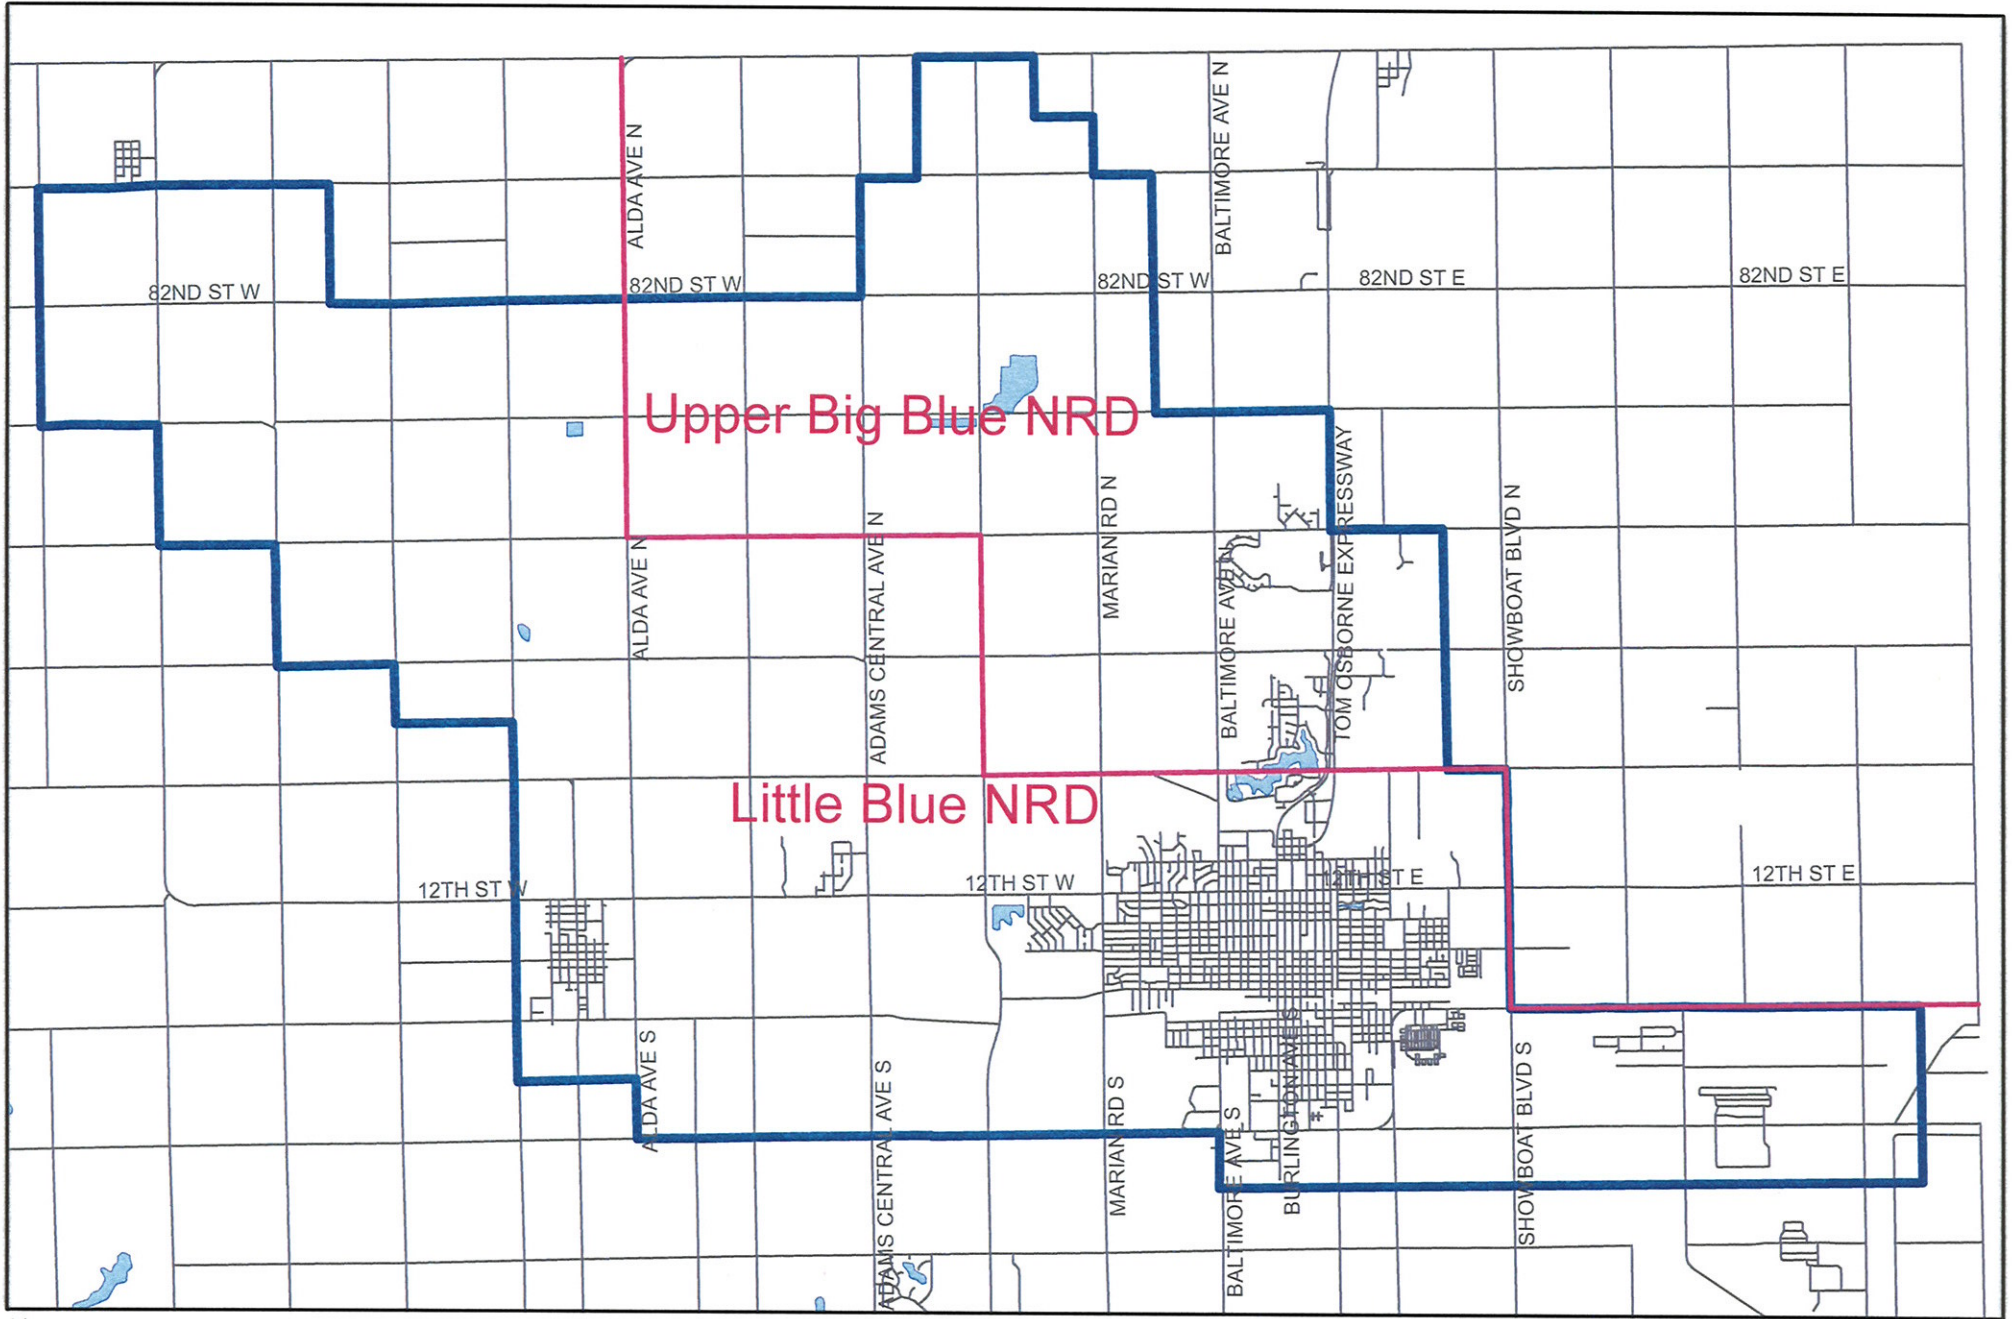 ALDA AVE N
BALTIMORE AVE N
82ND ST W
82ND ST W
82ND ST W
82ND ST E
82ND ST E
Upper Big Blue NRD
ALDA AVE N
ADAMS CENTRAL AVE N
MARIAN RD N
BALTIMORE AVE N
TOM OSBORNE EXPRESSWAY
SHOWBOAT BLVD N
Little Blue NRD
12TH ST W
12TH ST W
12TH ST E
12TH ST E
ALDA AVE S
ADAMS CENTRAL AVE S
MARIAN RD S
BALTIMORE AVE S
BURLINGTON AVE S
SHOWBOAT BLVD S